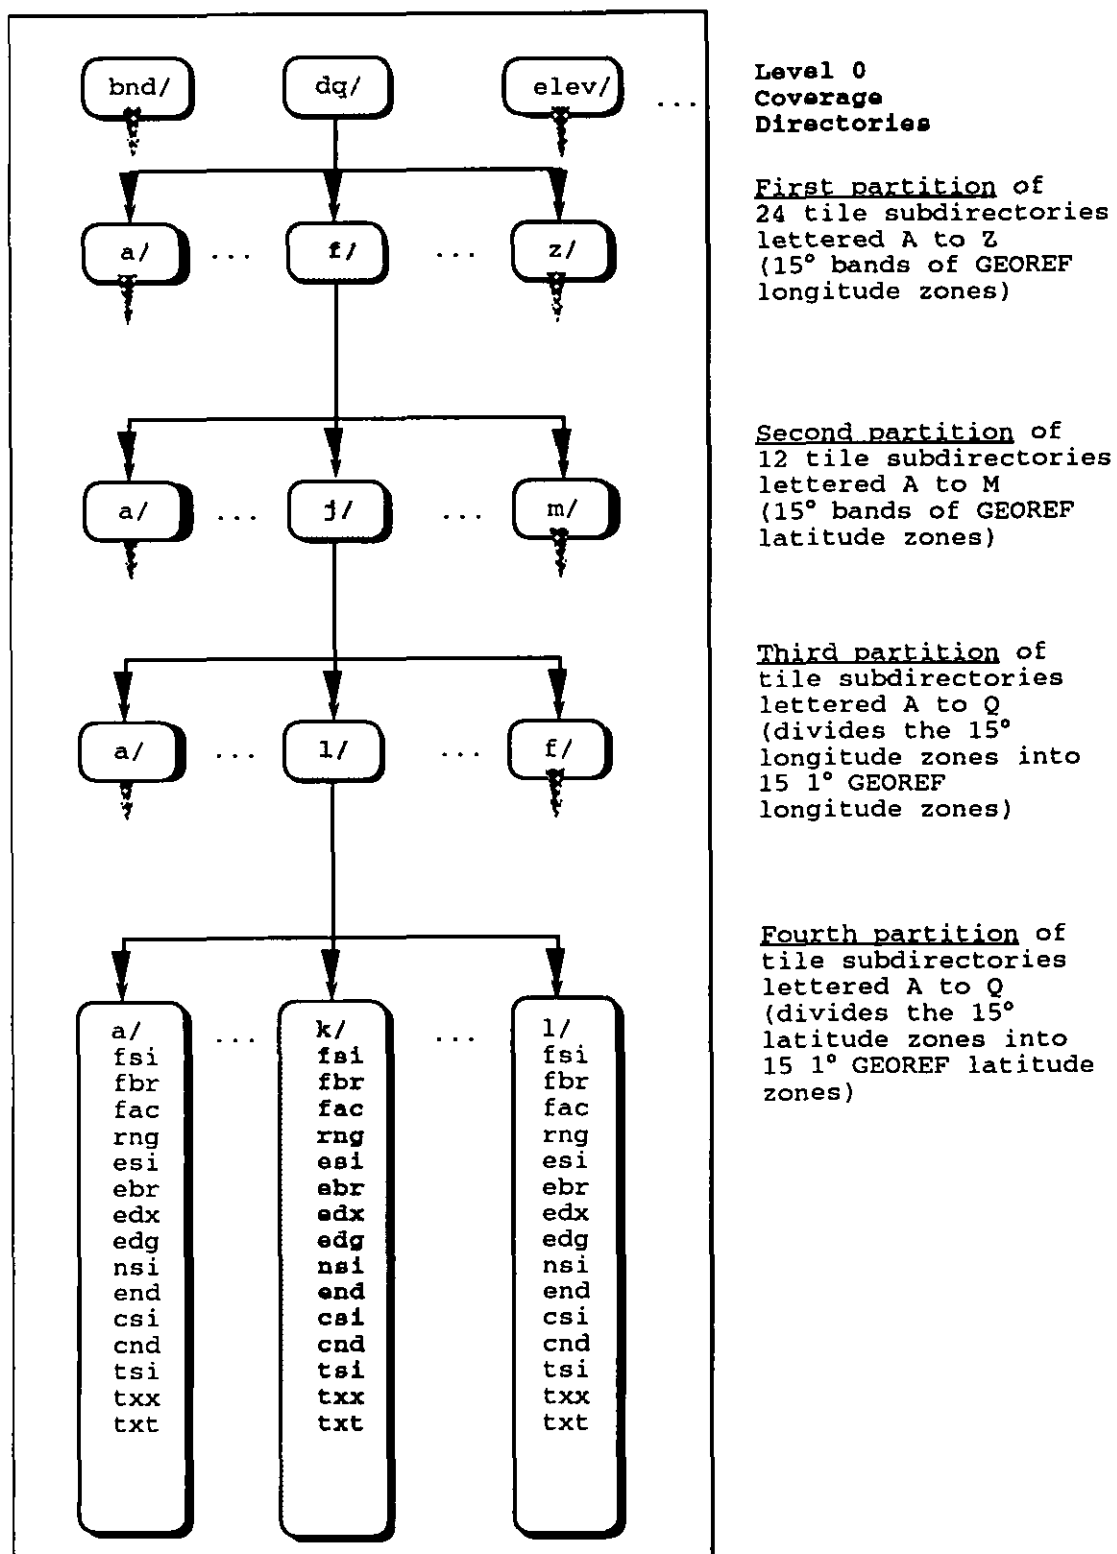 bnd/ dq/ elev/ ...
Level 0
Coverage
Directories
a/ ... f/ ... z/
First partition of
24 tile subdirectories
lettered A to Z
(15° bands of GEOREF
longitude zones)
a/ ... j/ ... m/
Second partition of
12 tile subdirectories
lettered A to M
(15° bands of GEOREF
latitude zones)
a/ ... l/ ... f/
Third partition of
tile subdirectories
lettered A to Q
(divides the 15°
longitude zones into
15 1° GEOREF
longitude zones)
a/ ... k/ ... l/
fsi fsi fsi
fbr fbr fbr
fac fac fac
rng rng rng
esi esi esi
ebr ebr ebr
edx edx edx
edg edg edg
nsi nsi nsi
end end end
csi csi csi
cnd cnd cnd
tsi tsi tsi
txx txx txx
txt txt txt
Fourth partition of
tile subdirectories
lettered A to Q
(divides the 15°
latitude zones into
15 1° GEOREF latitude
zones)